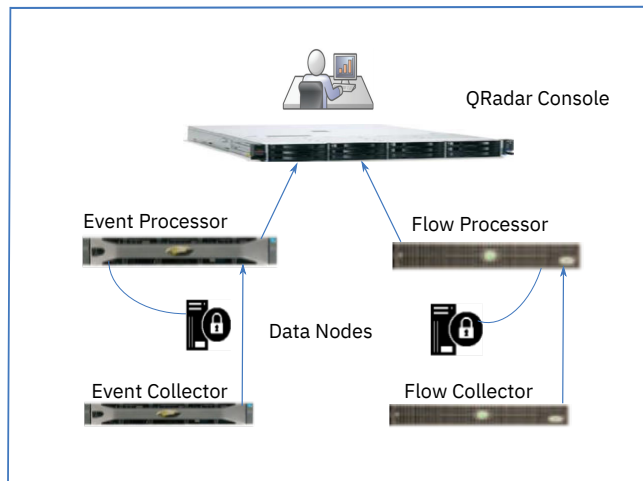 QRadar Console
Event Processor
Flow Processor
Data Nodes
Event Collector
Flow Collector